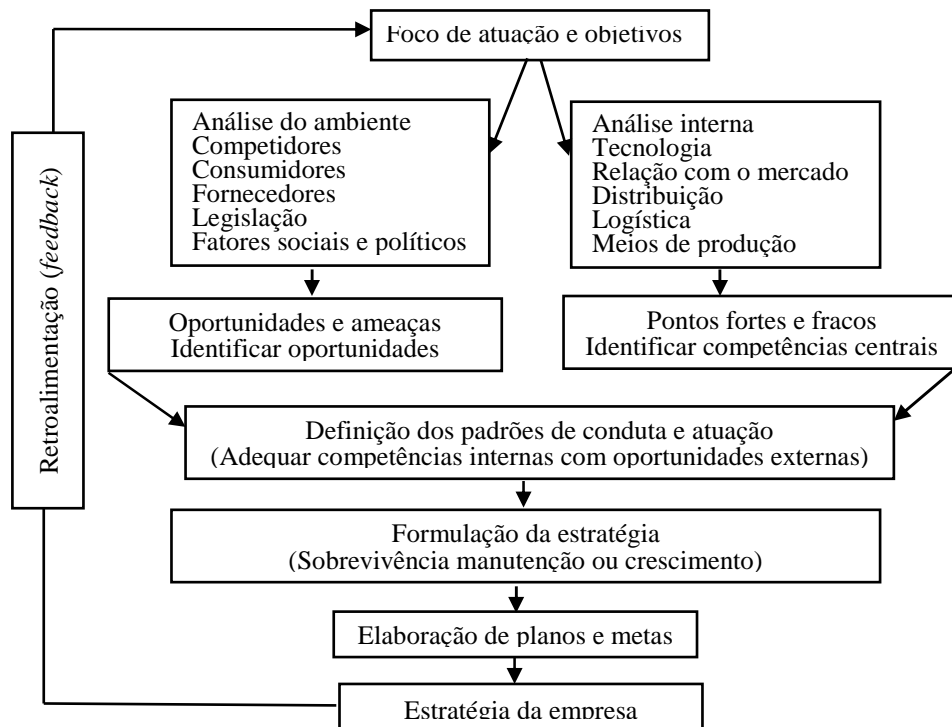 Foco de atuação e objetivos
Análise do ambiente
Competidores
Consumidores
Fornecedores
Legislação
Fatores sociais e políticos
Análise interna
Tecnologia
Relação com o mercado
Distribuição
Logística
Meios de produção
Oportunidades e ameaças
Identificar oportunidades
Pontos fortes e fracos
Identificar competências centrais
Definição dos padrões de conduta e atuação
(Adequar competências internas com oportunidades externas)
Formulação da estratégia
(Sobrevivência manutenção ou crescimento)
Elaboração de planos e metas
Estratégia da empresa
Retroalimentação (feedback)